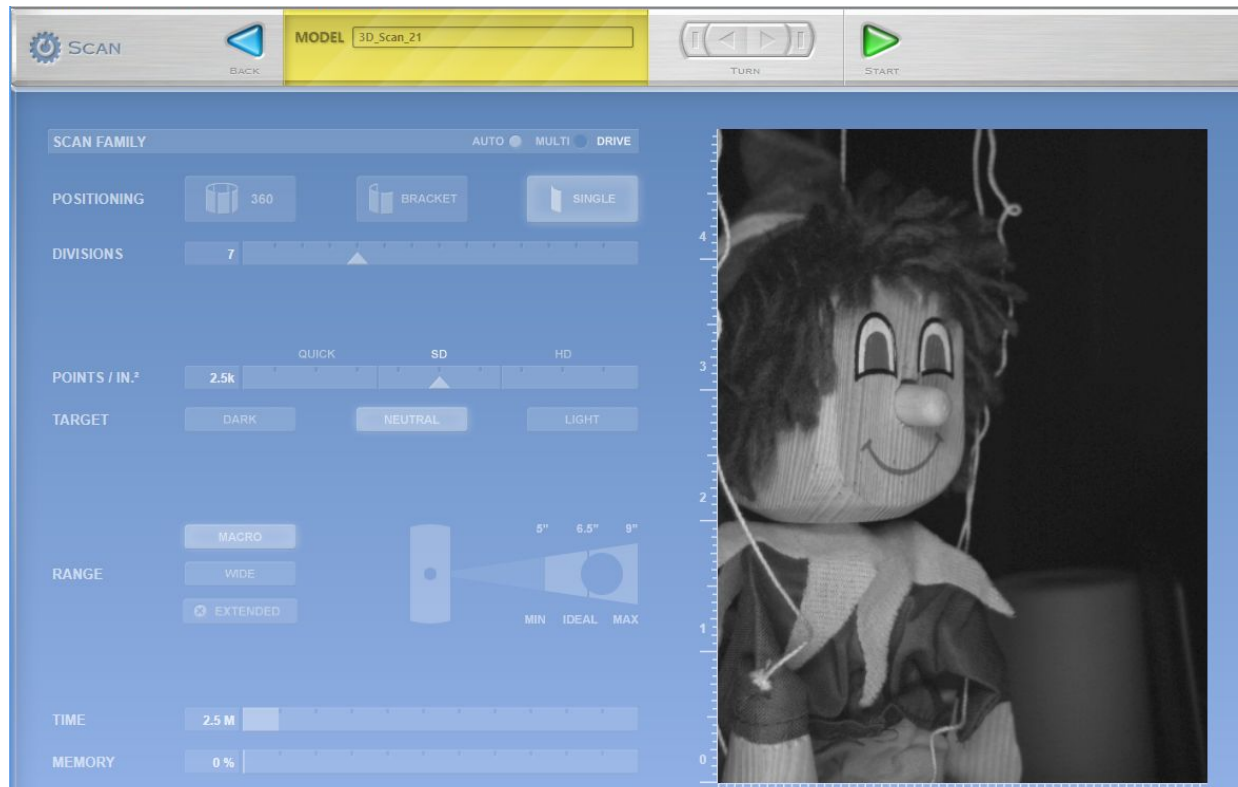 SCAN
BACK
MODEL 3D_Scan_21
TURN
START
SCAN FAMILY AUTO MULTI DRIVE
POSITIONING 360 BRACKET SINGLE
DIVISIONS 7
QUICK SD HD
POINTS / IN.² 2.5k
TARGET DARK NEUTRAL LIGHT
MACRO
5" 6.5" 9"
RANGE WIDE
EXTENDED
MIN IDEAL MAX
TIME 2.5 M
MEMORY 0 %
4
3
2
1
0